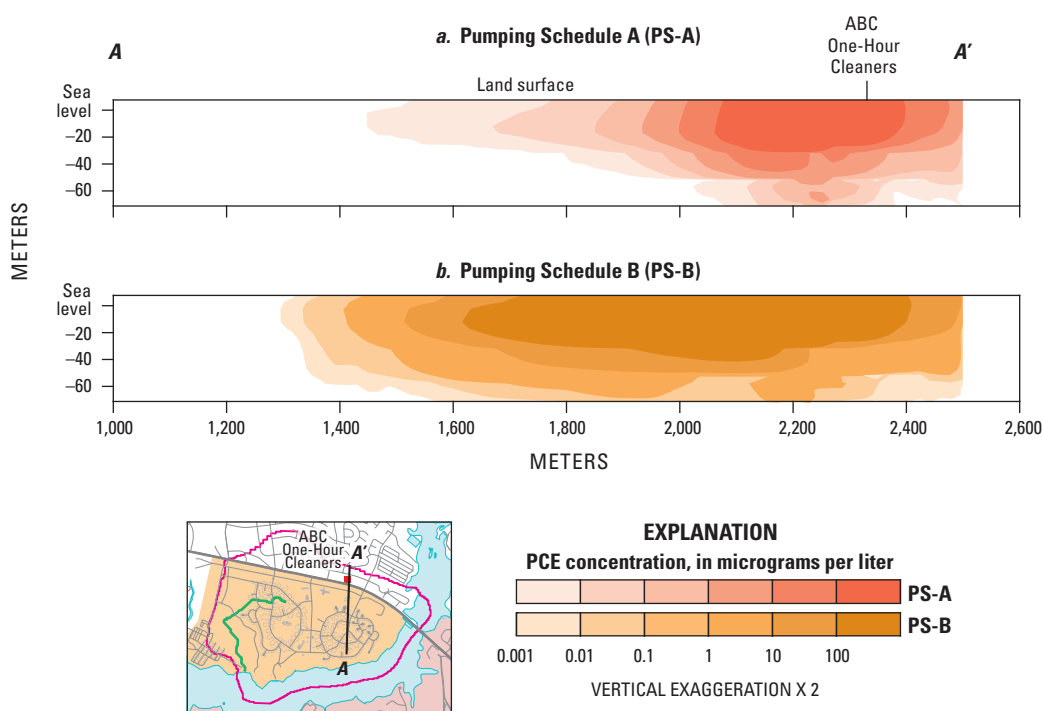 a. Pumping Schedule A (PS-A)
A
ABC
One-Hour
Cleaners
A′
Land surface
Sea
level
–20
–40
–60
METERS
b. Pumping Schedule B (PS-B)
Sea
level
–20
–40
–60
1,000 1,200 1,400 1,600 1,800 2,000 2,200 2,400 2,600
METERS
ABC
One-Hour
Cleaners
A′
A
EXPLANATION
PCE concentration, in micrograms per liter
PS-A
PS-B
0.001 0.01 0.1 1 10 100
VERTICAL EXAGGERATION X 2